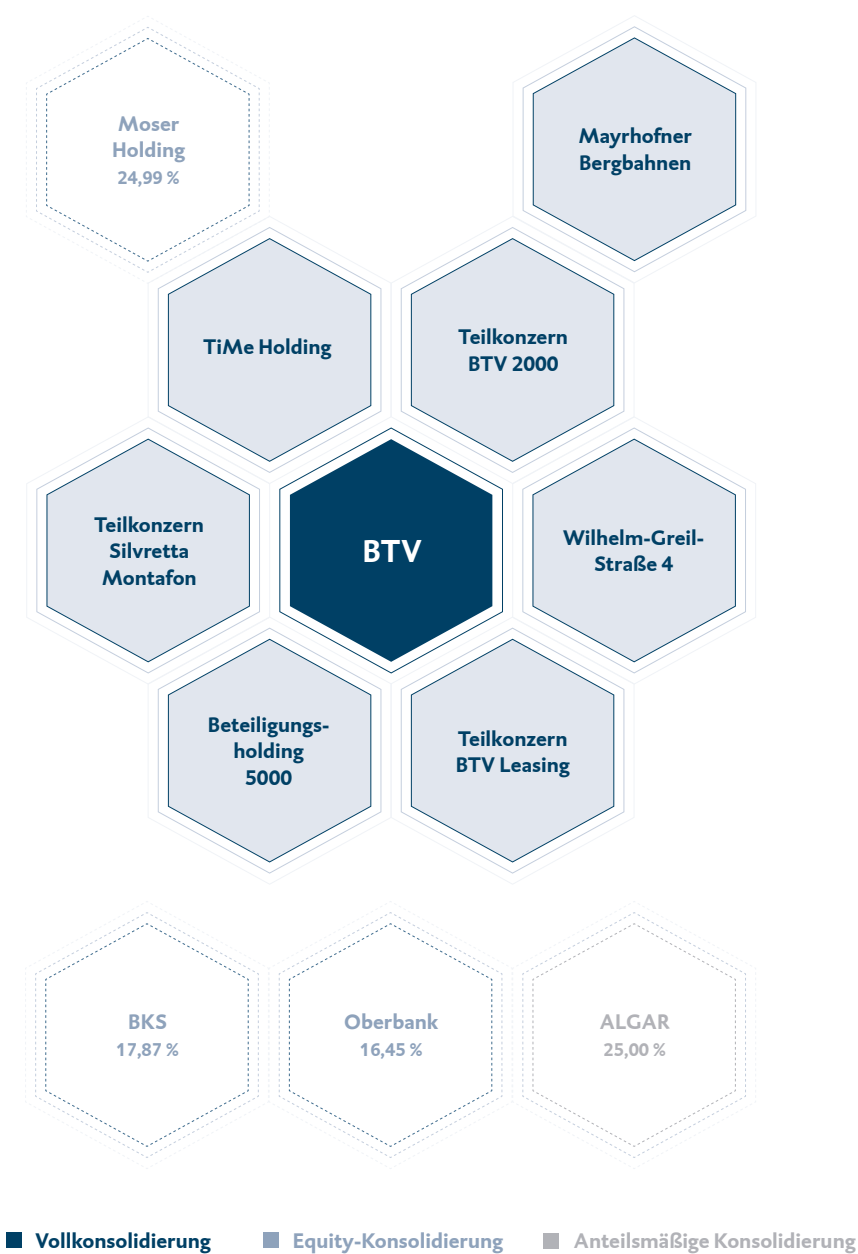 Moser
Holding
24,99 %
Mayrhofner
Bergbahnen
TiMe Holding
Teilkonzern
BTV 2000
Teilkonzern
Silvretta
Montafon
BTV
Wilhelm-Greil-
Straße 4
Beteiligungs-
holding
5000
Teilkonzern
BTV Leasing
BKS
17,87 %
Oberbank
16,45 %
ALGAR
25,00 %
Vollkonsolidierung
Equity-Konsolidierung
Anteilsmäßige Konsolidierung